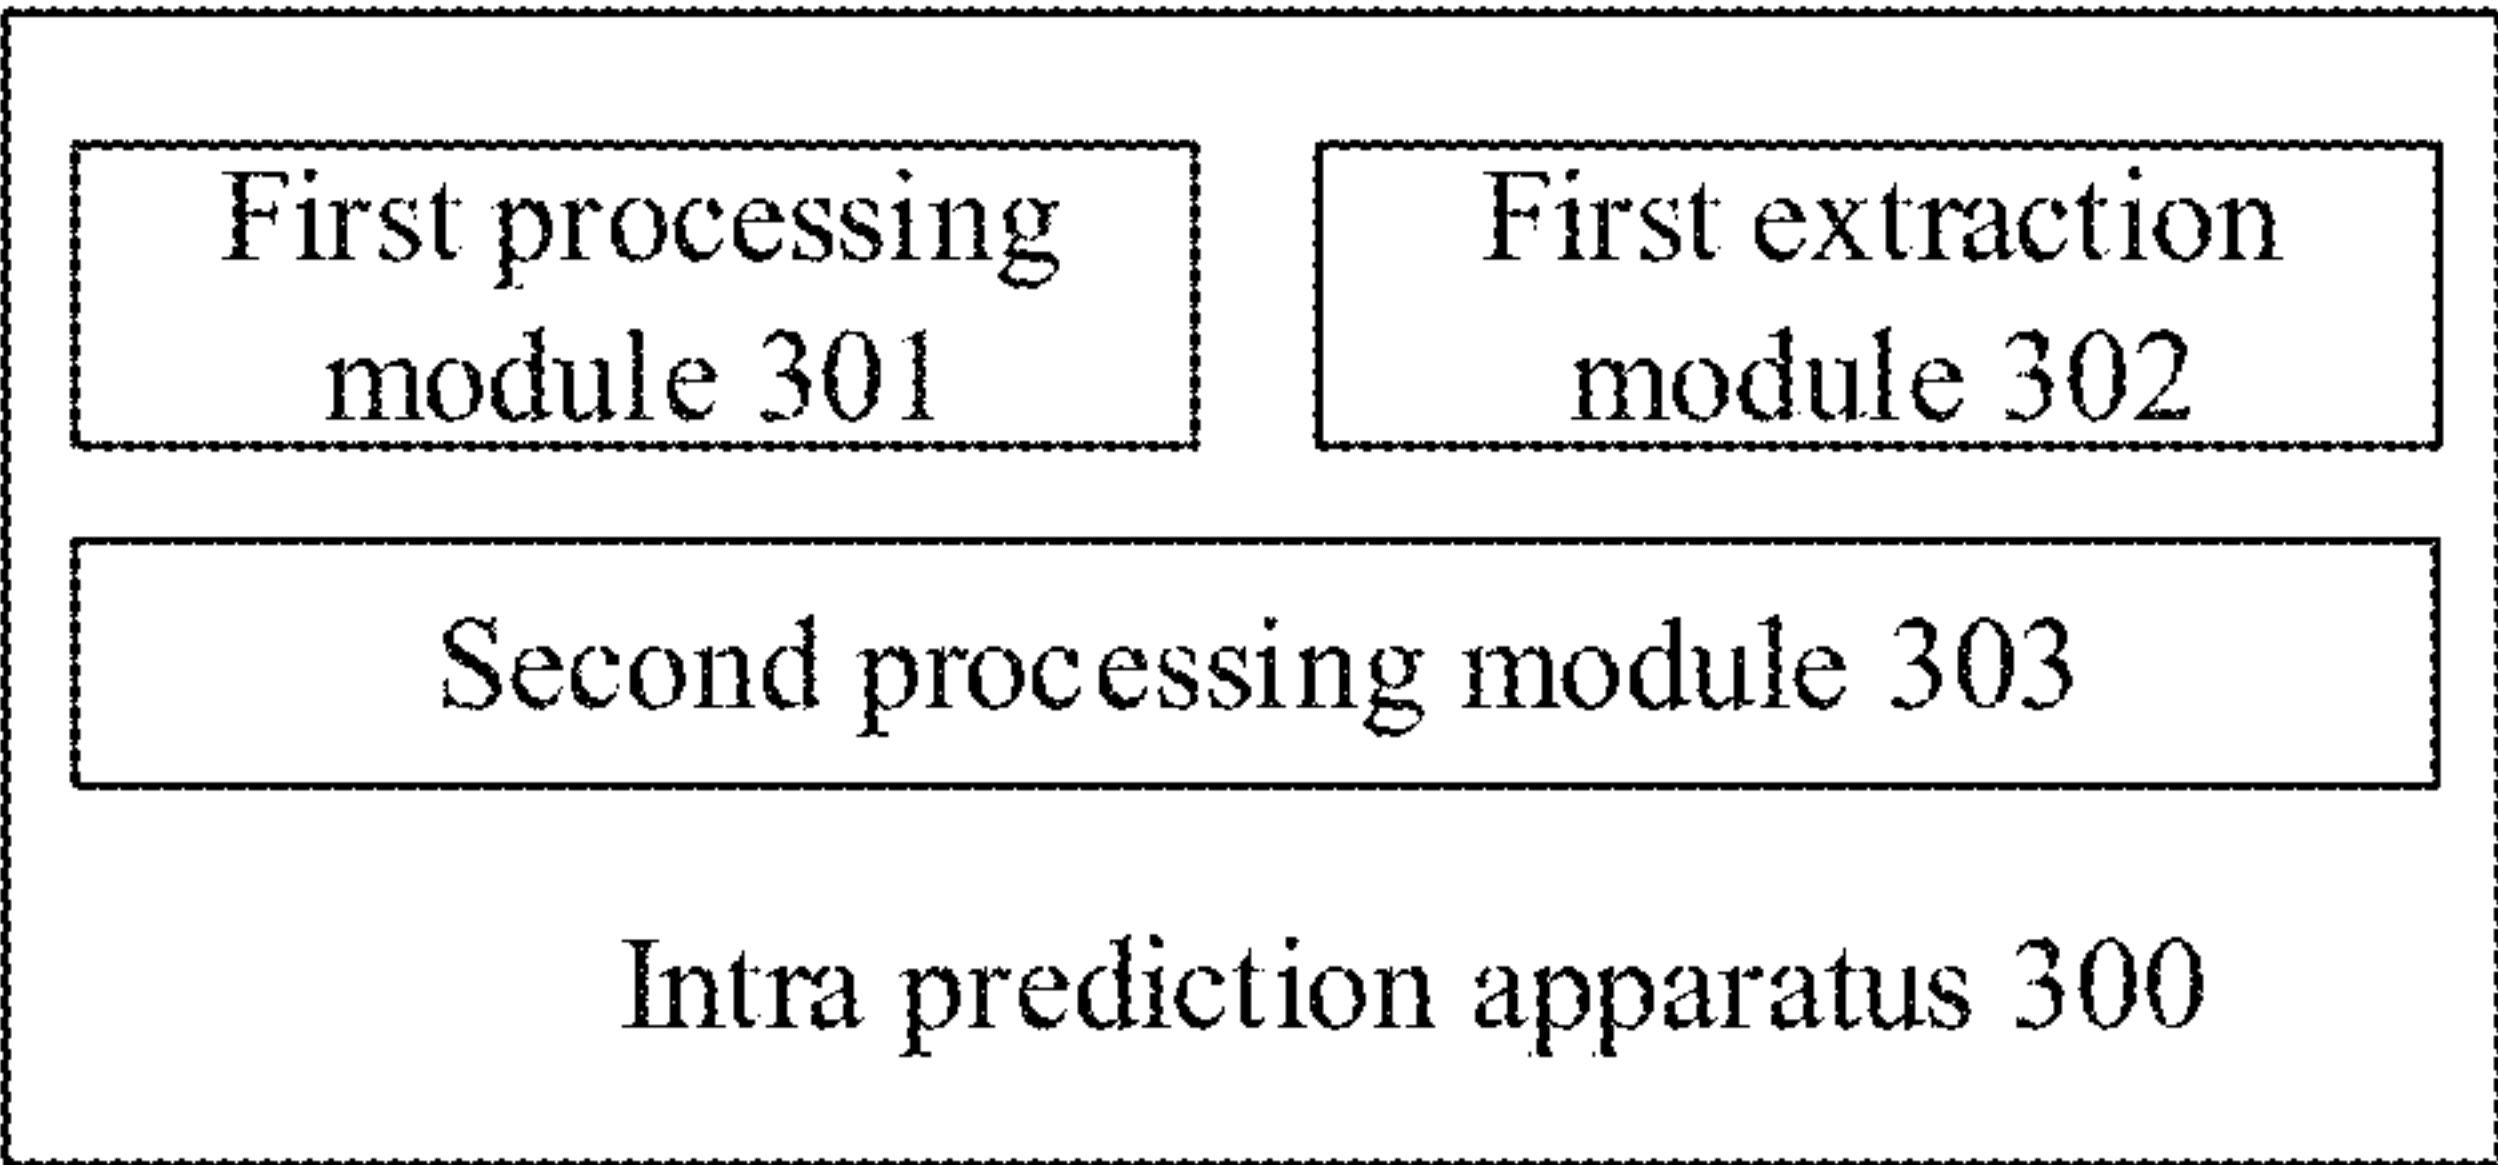 First processing
module 301
First extraction
module 302
Second processing module 303
Intra prediction apparatus 300